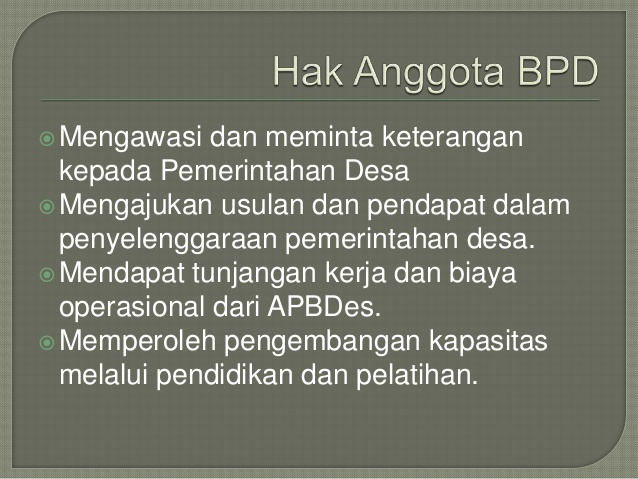 Hak Anggota BPD
Mengawasi dan meminta keterangan
kepada Pemerintahan Desa
Mengajukan usulan dan pendapat dalam
penyelenggaraan pemerintahan desa.
Mendapat tunjangan kerja dan biaya
operasional dari APBDes.
Memperoleh pengembangan kapasitas
melalui pendidikan dan pelatihan.